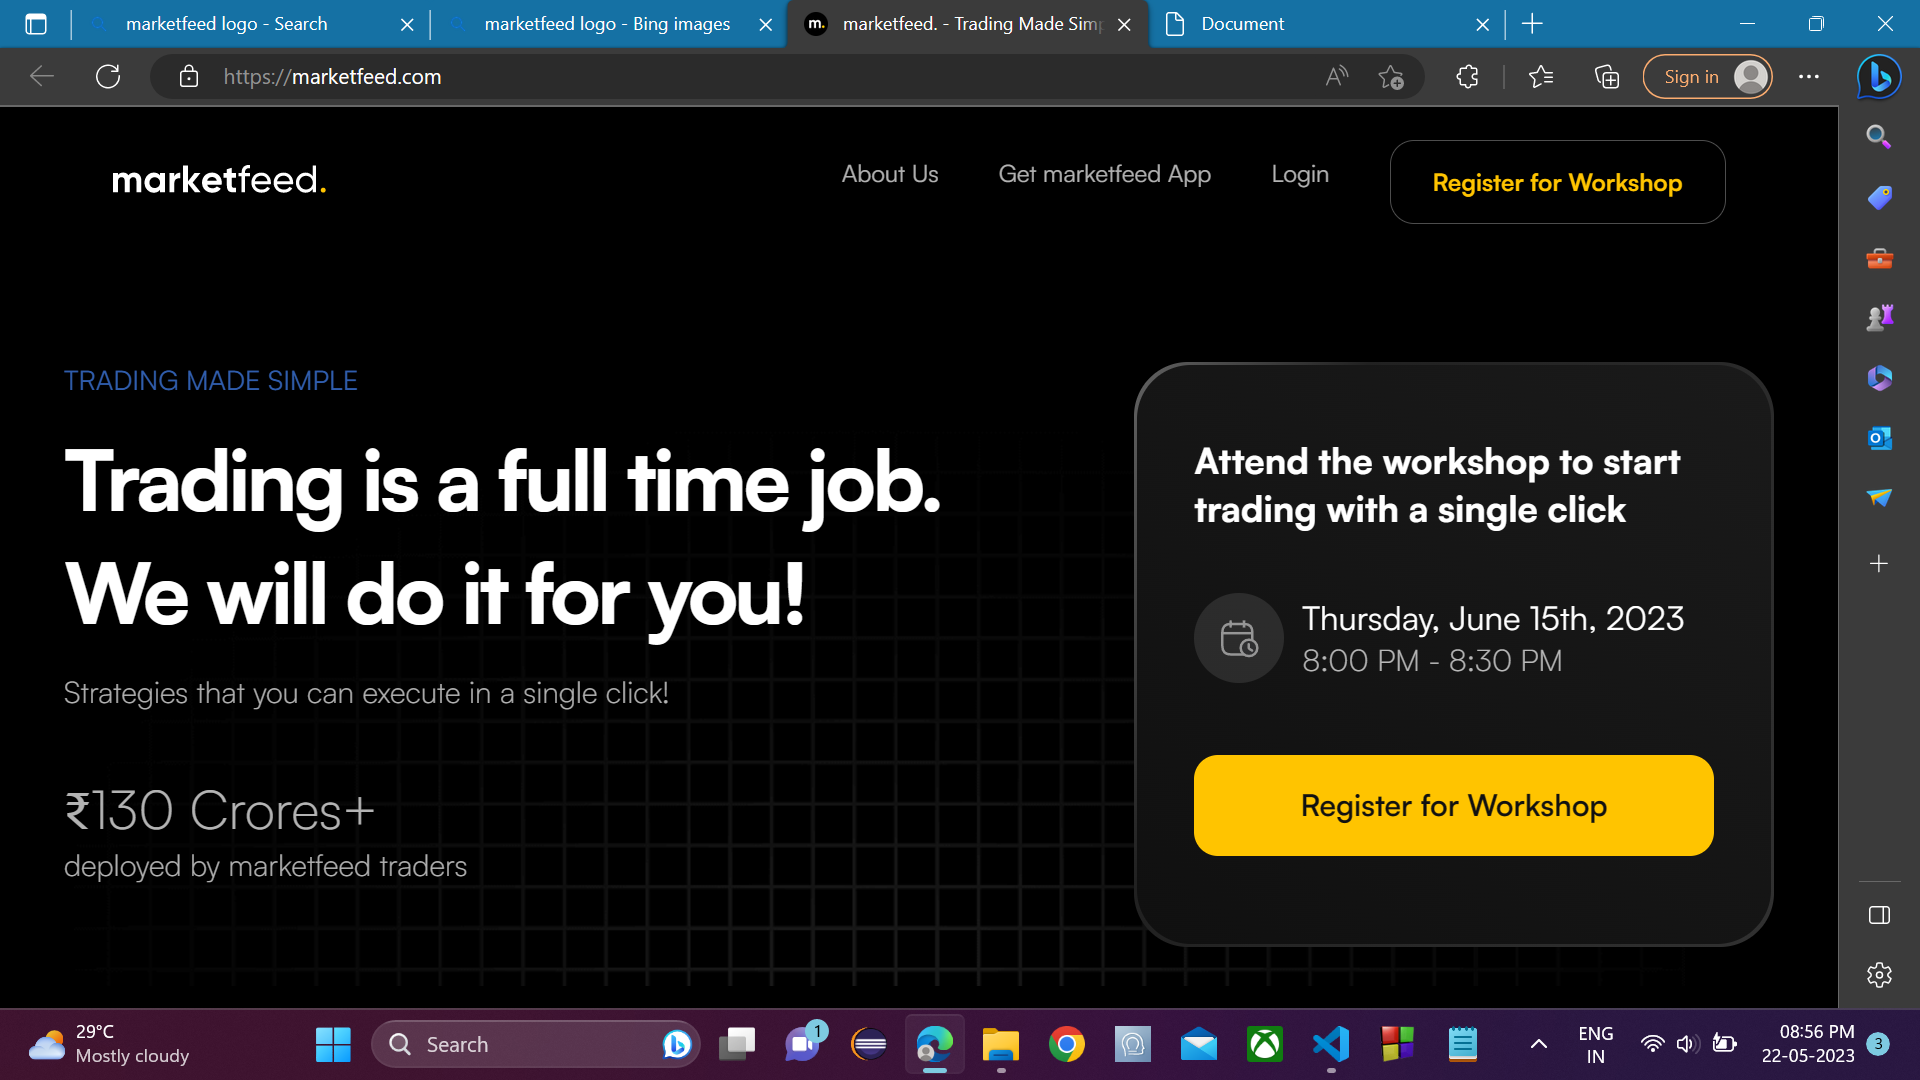 marketfeed logo - Search
marketfeed logo - Bing images
m.
marketfeed. - Trading Made Sim
Document
https://marketfeed.com
Sign in
marketfeed.
About Us
Get marketfeed App
Login
Register for Workshop
TRADING MADE SIMPLE
Trading is a full time job.
We will do it for you!
Strategies that you can execute in a single click!
₹130 Crores+
deployed by marketfeed traders
Attend the workshop to start
trading with a single click
Thursday, June 15th, 2023
8:00 PM - 8:30 PM
Register for Workshop
29°C
Mostly cloudy
Search
1
ENG
IN
08:56 PM
22-05-2023
3